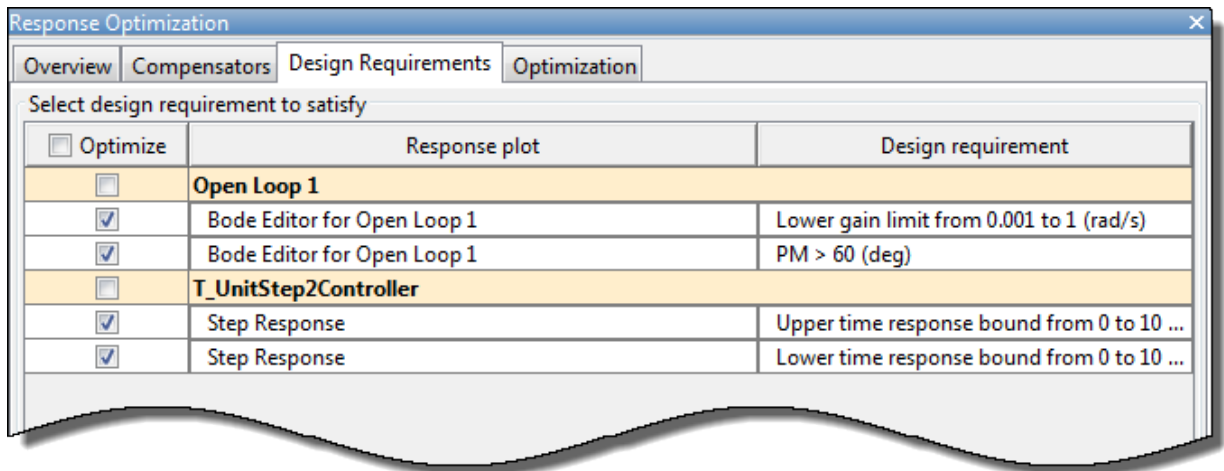 Response Optimization
Overview Compensators Design Requirements Optimization
Select design requirement to satisfy
Optimize Response plot Design requirement
Open Loop 1
Bode Editor for Open Loop 1 Lower gain limit from 0.001 to 1 (rad/s)
Bode Editor for Open Loop 1 PM > 60 (deg)
T_UnitStep2Controller
Step Response Upper time response bound from 0 to 10 ...
Step Response Lower time response bound from 0 to 10 ...